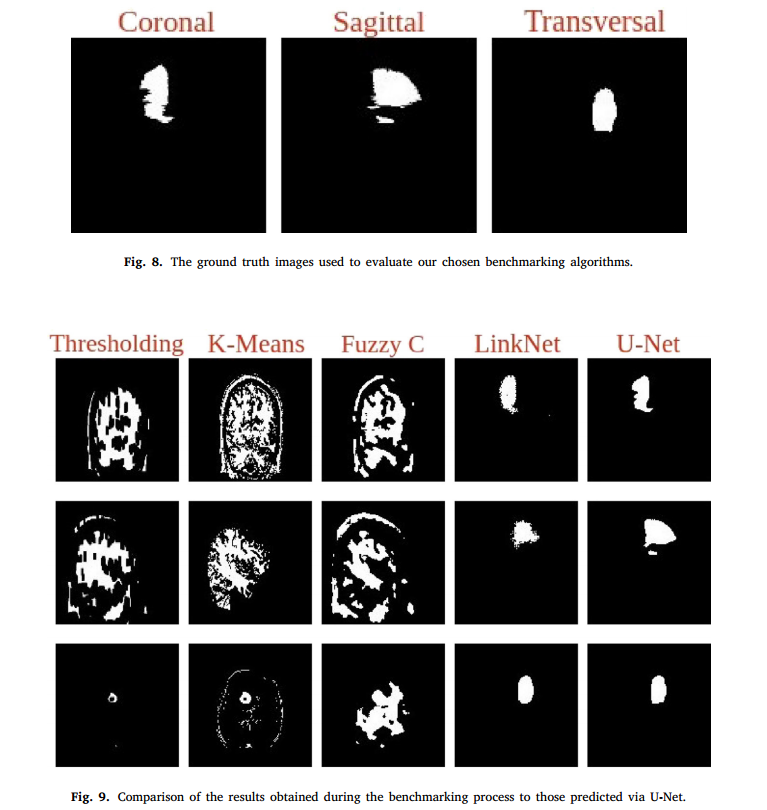 Coronal Sagittal Transversal
Fig. 8. The ground truth images used to evaluate our chosen benchmarking algorithms.
Thresholding K-Means Fuzzy C LinkNet U-Net
Fig. 9. Comparison of the results obtained during the benchmarking process to those predicted via U-Net.